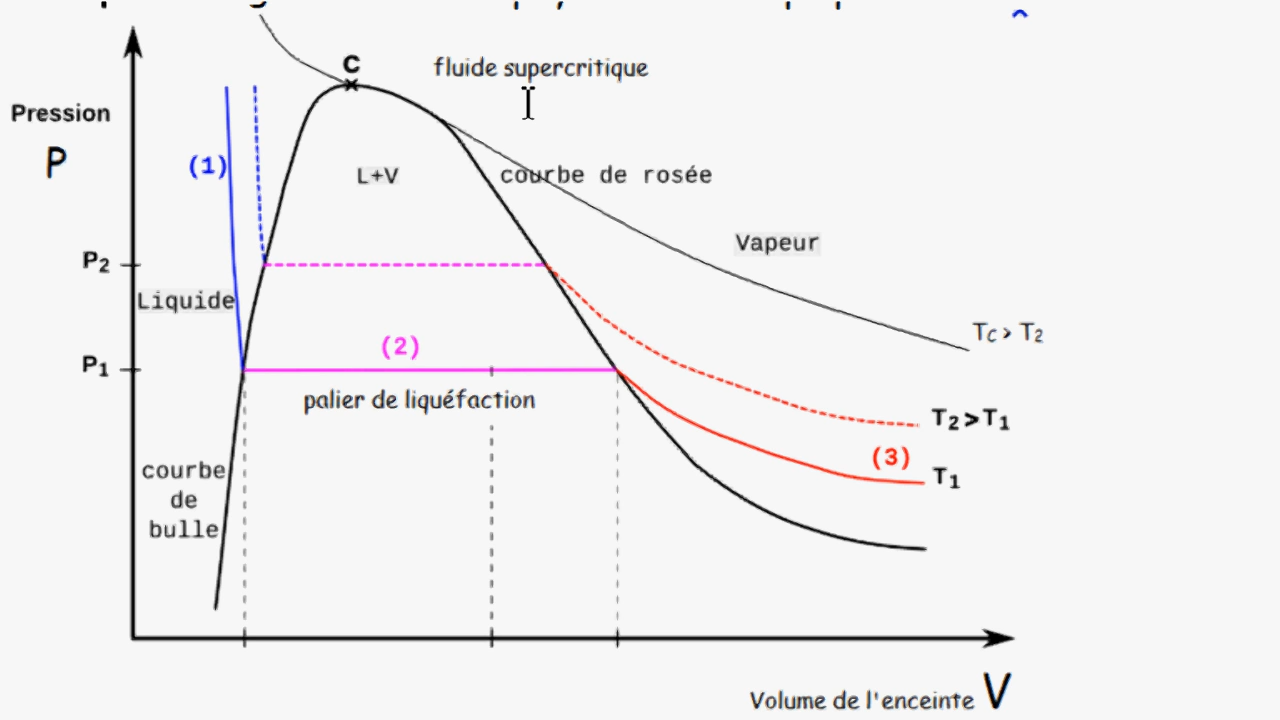 C
fluide supercritique
Pression
P
(1)
L+V
courbe de rosée
Vapeur
P2
Liquide
TC > T2
(2)
P1
palier de liquéfaction
T2>T1
(3)
T1
courbe
de
bulle
Volume de l'enceinte V